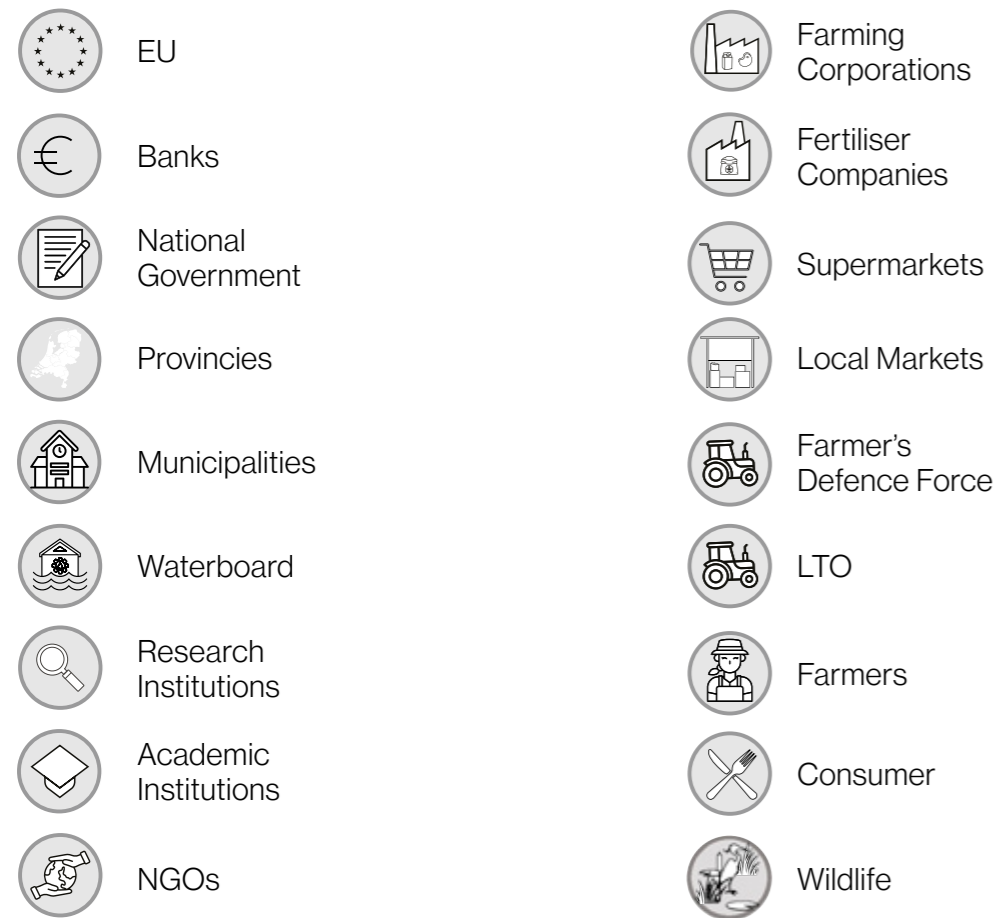 EU
Banks
National
Government
Provincies
Municipalities
Waterboard
Research
Institutions
Academic
Institutions
NGOs
Farming
Corporations
Fertiliser
Companies
Supermarkets
Local Markets
Farmer’s
Defence Force
LTO
Farmers
Consumer
Wildlife